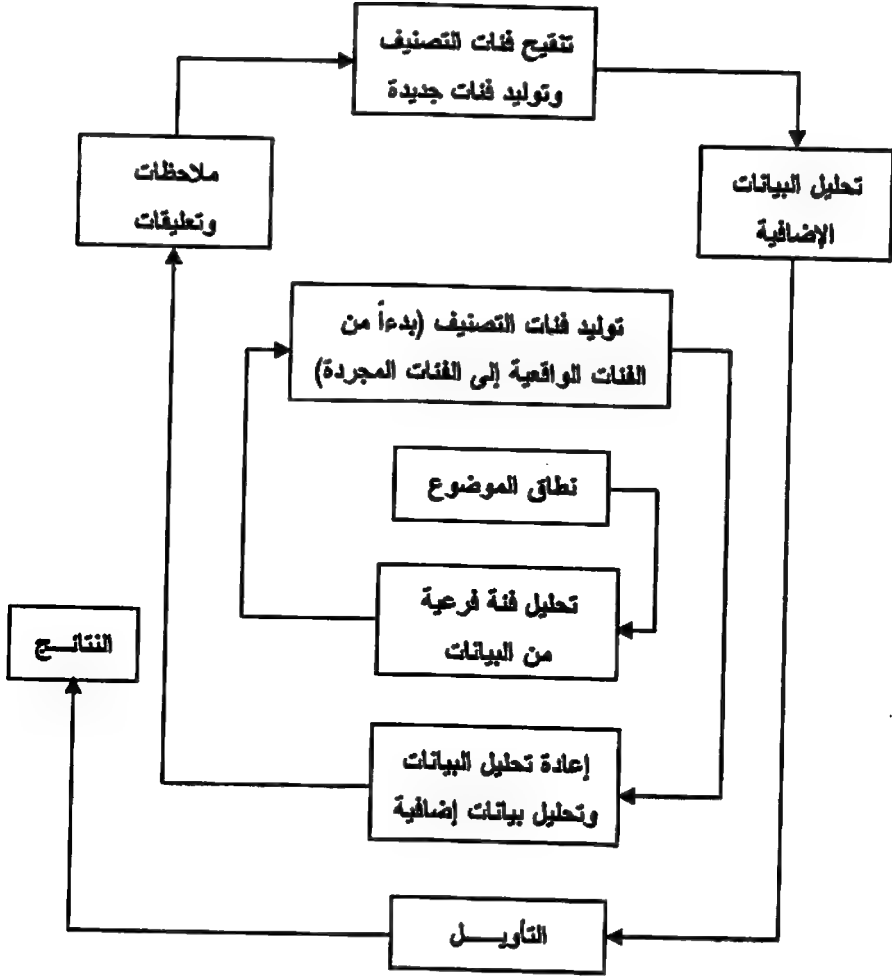 تنقيح فئات التصنيف
وتوليد فئات جديدة
ملاحظات
وتعليقات
تحليل البيانات
الإضافية
توليد فئات التصنيف (بدءاً من
الفئات الواقعية إلى الفئات المجردة)
نطاق الموضوع
تحليل فئة فرعية
من البيانات
النتائـــج
إعادة تحليل البيانات
وتحليل بيانات إضافية
التأويـــــل